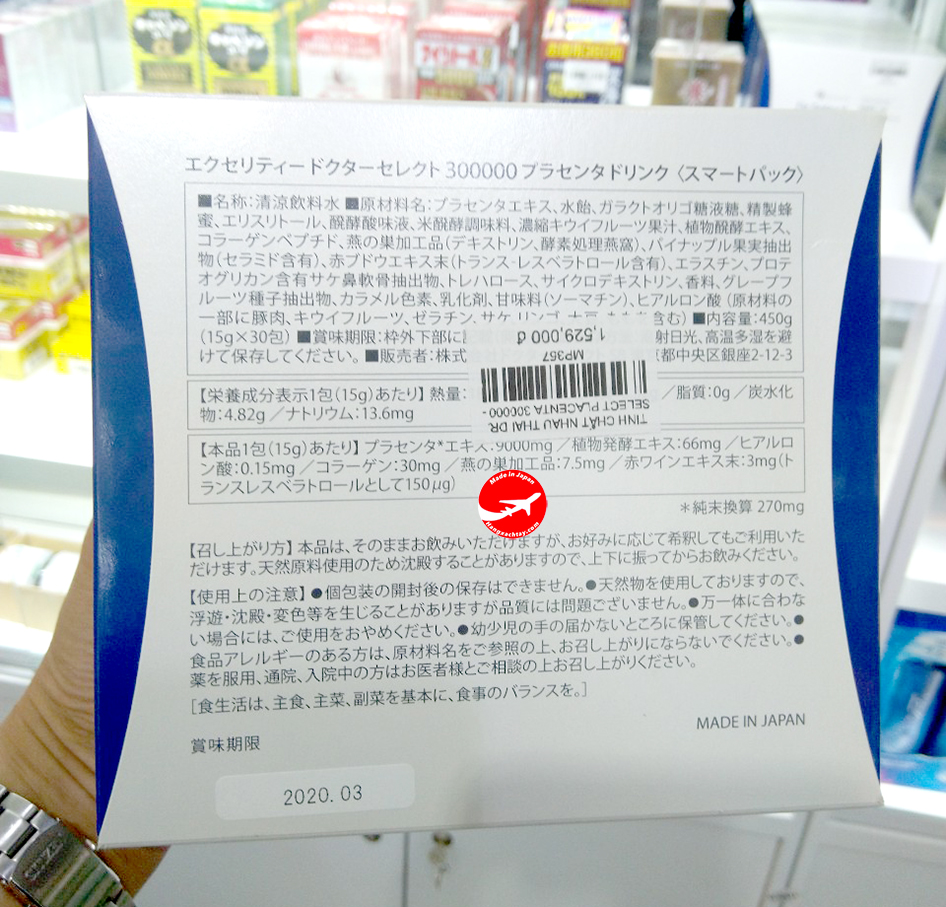 エクセリティードクターセレクト 300000 プラセンタドリンク〈スマートパック〉
■名称:清涼飲料水 ■原材料名:プラセンタエキス、水飴、ガラクトオリゴ糖液糖、精製蜂
蜜、エリスリトール、醗酵酸味液、米醗酵調味料、濃縮キウイフルーツ果汁、植物醗酵エキス、
コラーゲンペプチド、燕の巣加工品(デキストリン、酵素処理燕窩)、パイナップル果実抽出
物(セラミド含有)、赤ブドウエキス末(トランス-レスベラトロール含有)、エラスチン、プロテ
オグリカン含有サケ鼻軟骨抽出物、トレハロース、サイクロデキストリン、香料、グレープフ
ルーツ種子抽出物、カラメル色素、乳化剤、甘味料(ソーマチン)、ヒアルロン酸 (原材料の
一部に豚肉、キウイフルーツ、ゼラチン、サケ、リンゴ、大豆、ももを含む) ■内容量:450g
(15g×30包) ■賞味期限:枠外下部に 射日光、高温多湿を避
けて保存してください。 ■販売者:株式 都中央区銀座2-12-3
1,529,000 đ
MP357
SELECT PLACENTA 300000 -
TINH CHẤT NHAU THAI DR.
【栄養成分表示1包(15g)あたり】 熱量: /脂質:0g /炭水化
物:4.82g /ナトリウム:13.6mg
【本品1包(15g)あたり】 プラセンタ*エキス:9000mg /植物発酵エキス:66mg /ヒアルロ
ン酸:0.15mg /コラーゲン:30mg /燕の巣加工品:7.5mg /赤ワインエキス末:3mg(ト
ランスレスベラトロールとして150μg)
Made in Japan
Hangxachtay.com
*純末換算 270mg
【召し上がり方】 本品は、そのままお飲みいただけますが、お好みに応じて希釈してもご利用いた
だけます。天然原料使用のため沈殿することがありますので、上下に振ってからお飲みください。
【使用上の注意】 ●個包装の開封後の保存はできません。●天然物を使用しておりますので、
浮遊・沈殿・変色等を生じることがありますが品質には問題ございません。●万一体に合わな
い場合には、ご使用をおやめください。●幼少児の手の届かないところに保管してください。●
食品アレルギーのある方は、原材料名をご参照の上、お召し上がりにならないでください。●
薬を服用、通院、入院中の方はお医者様とご相談の上お召し上がりください。
[食生活は、主食、主菜、副菜を基本に、食事のバランスを。]
MADE IN JAPAN
賞味期限
2020.03